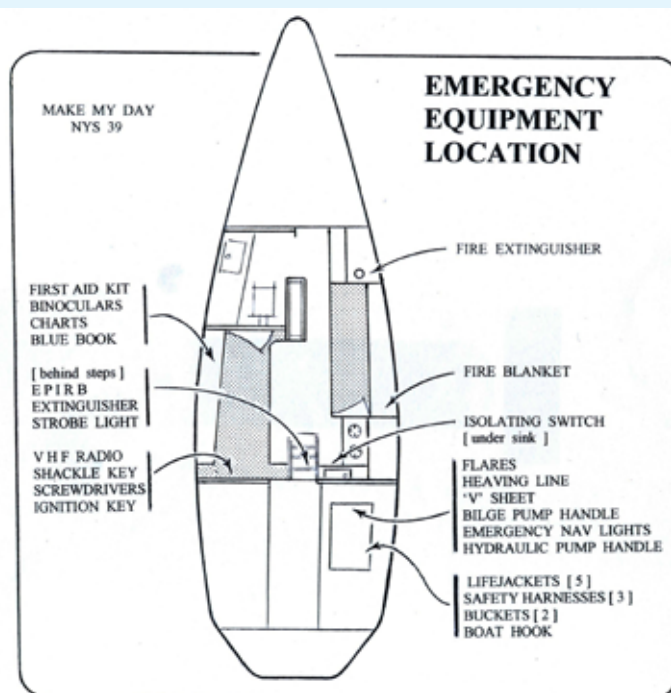 MAKE MY DAY
NYS 39
EMERGENCY
EQUIPMENT
LOCATION
FIRE EXTINGUISHER
FIRST AID KIT
BINOCULARS
CHARTS
BLUE BOOK
[ behind steps ]
E P I R B
EXTINGUISHER
STROBE LIGHT
V H F RADIO
SHACKLE KEY
SCREWDRIVERS
IGNITION KEY
FIRE BLANKET
ISOLATING SWITCH
[ under sink ]
FLARES
HEAVING LINE
"V" SHEET
BILGE PUMP HANDLE
EMERGENCY NAV LIGHTS
HYDRAULIC PUMP HANDLE
LIFEJACKETS [ 5 ]
SAFETY HARNESSES [ 3 ]
BUCKETS [ 2 ]
BOAT HOOK